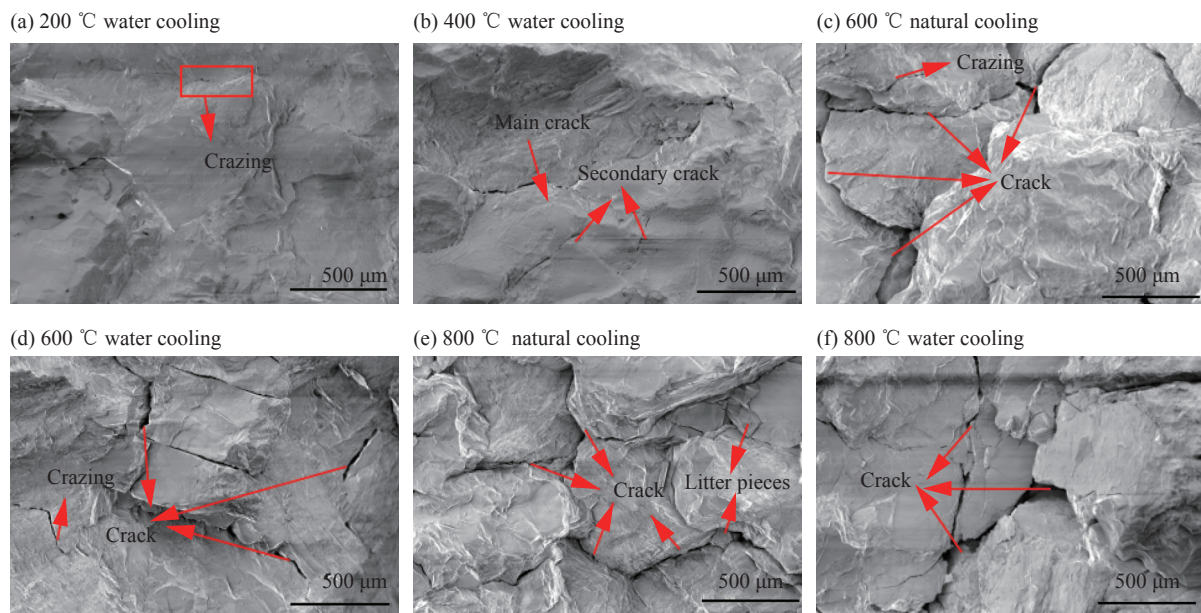 (a) 200 ℃ water cooling
(b) 400 ℃ water cooling
(c) 600 ℃ natural cooling
Crazing
500 μm
Main crack
Secondary crack
500 μm
Crazing
Crack
500 μm
(d) 600 ℃ water cooling
(e) 800 ℃ natural cooling
(f) 800 ℃ water cooling
Crazing
Crack
500 μm
Crack
Litter pieces
500 μm
Crack
500 μm